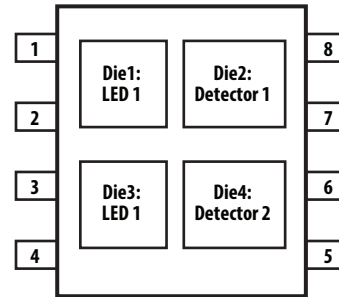 1
8
Die1:
LED 1
Die2:
Detector 1
2
7
3
6
Die3:
LED 1
Die4:
Detector 2
4
5